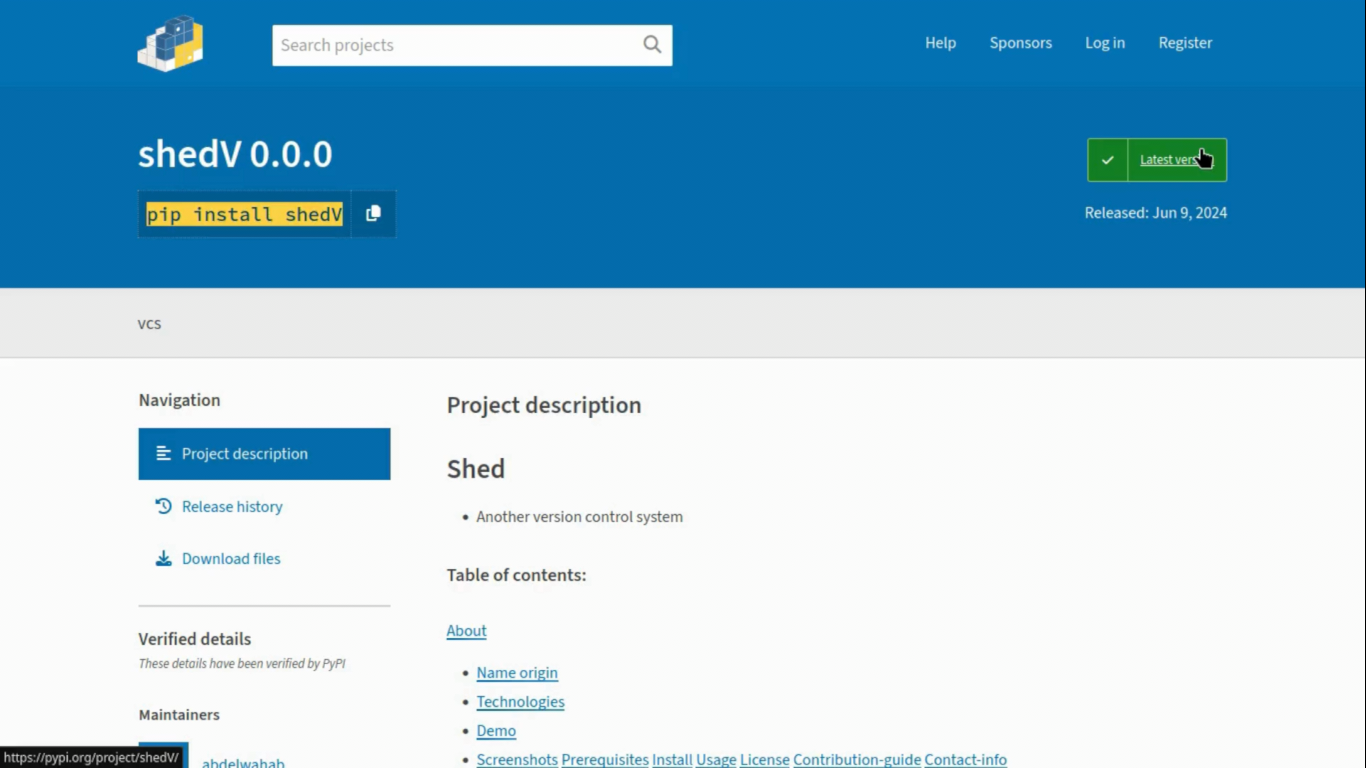 Search projects
Help Sponsors Log in Register
shedV 0.0.0
pip install shedV
Latest
Released: Jun 9, 2024
vcs
Navigation
Project description
Release history
Download files
Verified details
These details have been verified by PyPI
Maintainers
abdelwahab
Project description
Shed
Another version control system
Table of contents:
About
Name origin
Technologies
Demo
Screenshots Prerequisites Install Usage License Contribution-guide Contact-info
https://pypi.org/project/shedV/